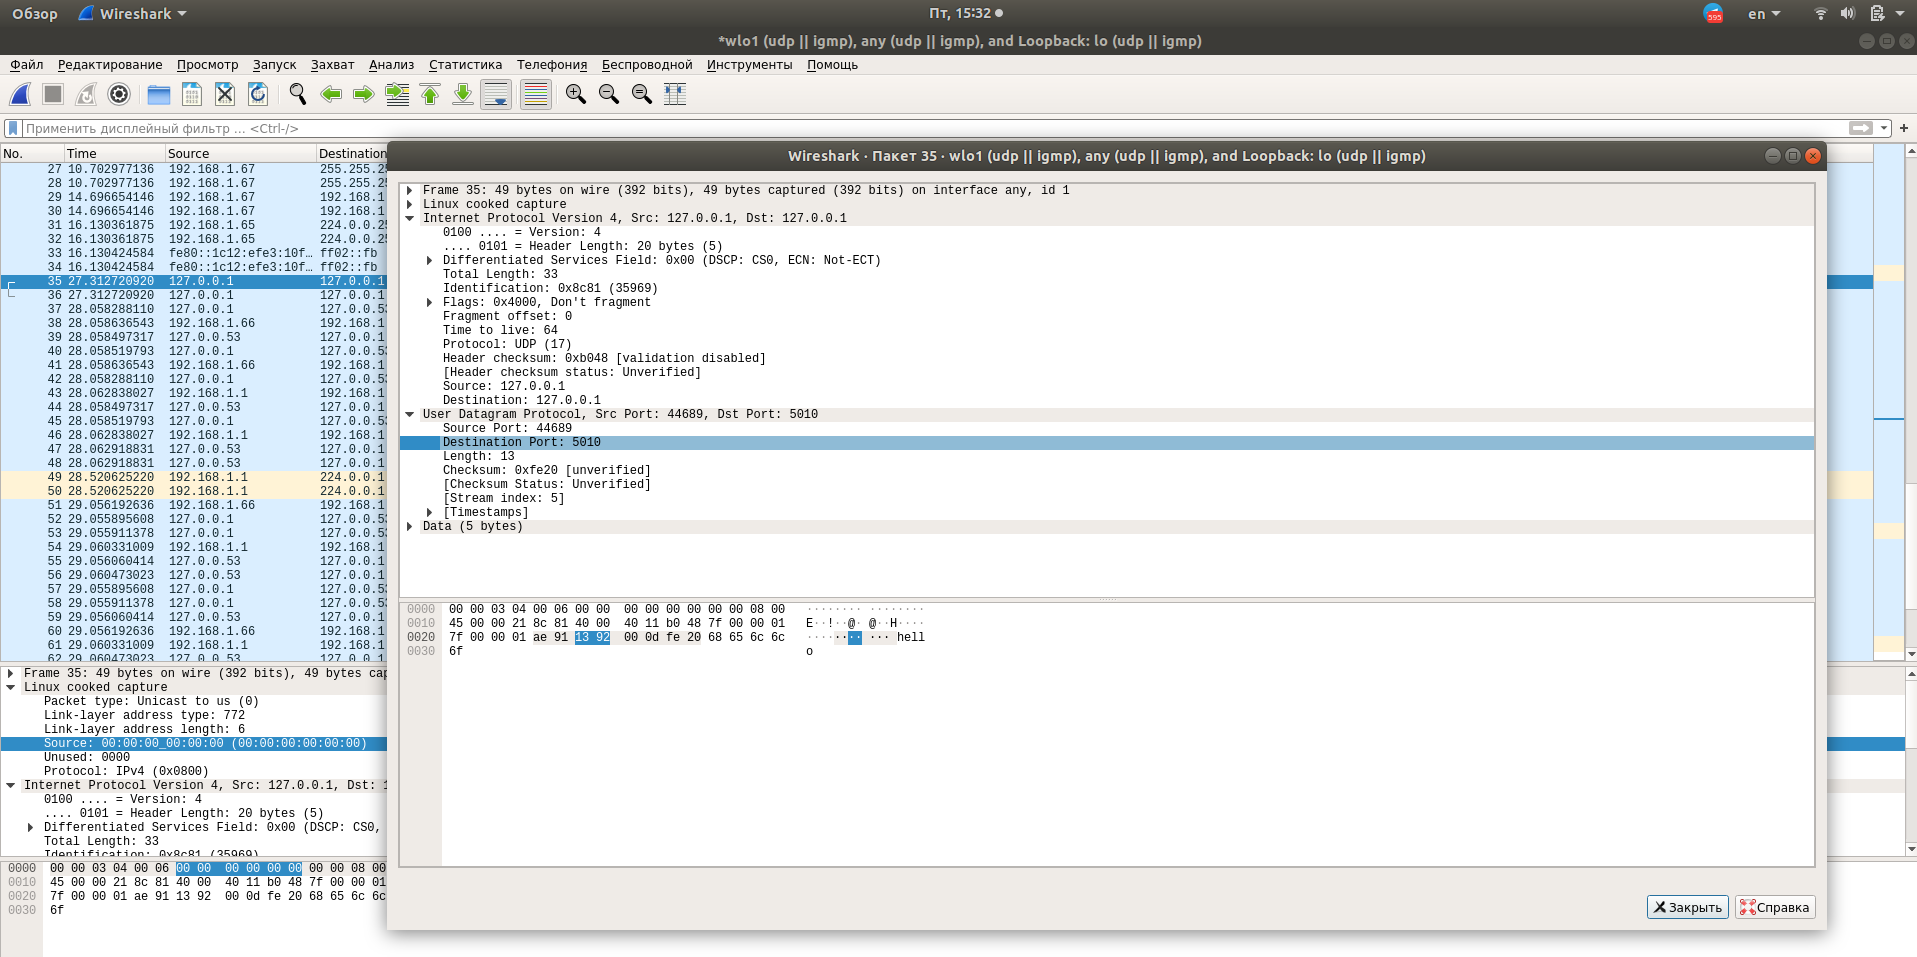 Обзор Wireshark Пт, 15:32 595 en
*wlo1 (udp || igmp), any (udp || igmp), and Loopback: lo (udp || igmp)
Файл Редактирование Просмотр Запуск Захват Анализ Статистика Телефония Беспроводной Инструменты Помощь
Применить дисплейный фильтр … <Ctrl-/>
No. Time Source Destination
27 10.702977136 192.168.1.67 255.255.25
28 10.702977136 192.168.1.67 255.255.25
29 14.696654146 192.168.1.67 192.168.1
30 14.696654146 192.168.1.67 192.168.1
31 16.130361875 192.168.1.65 224.0.0.25
32 16.130361875 192.168.1.65 224.0.0.25
33 16.130424584 fe80::1c12:efe3:10f… ff02::fb
34 16.130424584 fe80::1c12:efe3:10f… ff02::fb
35 27.312720920 127.0.0.1 127.0.0.1
36 27.312720920 127.0.0.1 127.0.0.1
37 28.058288110 127.0.0.1 127.0.0.53
38 28.058636543 192.168.1.66 192.168.1
39 28.058497317 127.0.0.53 127.0.0.1
40 28.058519793 127.0.0.1 127.0.0.53
41 28.058636543 192.168.1.66 192.168.1
42 28.058288110 127.0.0.1 127.0.0.53
43 28.062838027 192.168.1.1 192.168.1
44 28.058497317 127.0.0.53 127.0.0.1
45 28.058519793 127.0.0.1 127.0.0.53
46 28.062838027 192.168.1.1 192.168.1
47 28.062918831 127.0.0.53 127.0.0.1
48 28.062918831 127.0.0.53 127.0.0.1
49 28.520625220 192.168.1.1 224.0.0.1
50 28.520625220 192.168.1.1 224.0.0.1
51 29.056192636 192.168.1.66 192.168.1
52 29.055895608 127.0.0.1 127.0.0.53
53 29.055911378 127.0.0.1 127.0.0.53
54 29.060331009 192.168.1.1 192.168.1
55 29.056060414 127.0.0.53 127.0.0.1
56 29.060473023 127.0.0.53 127.0.0.1
57 29.055895608 127.0.0.1 127.0.0.53
58 29.055911378 127.0.0.1 127.0.0.53
59 29.056060414 127.0.0.53 127.0.0.1
60 29.056192636 192.168.1.66 192.168.1
61 29.060331009 192.168.1.1 192.168.1
62 29.060473023 127.0.0.53 127.0.0.1
Frame 35: 49 bytes on wire (392 bits), 49 bytes cap
Linux cooked capture
Packet type: Unicast to us (0)
Link-layer address type: 772
Link-layer address length: 6
Source: 00:00:00_00:00:00 (00:00:00:00:00:00)
Unused: 0000
Protocol: IPv4 (0x0800)
Internet Protocol Version 4, Src: 127.0.0.1, Dst: 1
0100 .... = Version: 4
.... 0101 = Header Length: 20 bytes (5)
Differentiated Services Field: 0x00 (DSCP: CS0,
Total Length: 33
Identification: 0x8c81 (35969)
0000 00 00 03 04 00 06 00 00 00 00 00 00 00 00 08 00
0010 45 00 00 21 8c 81 40 00 40 11 b0 48 7f 00 00 01
0020 7f 00 00 01 ae 91 13 92 00 0d fe 20 68 65 6c 6c
0030 6f
Wireshark · Пакет 35 · wlo1 (udp || igmp), any (udp || igmp), and Loopback: lo (udp || igmp)
Frame 35: 49 bytes on wire (392 bits), 49 bytes captured (392 bits) on interface any, id 1
Linux cooked capture
Internet Protocol Version 4, Src: 127.0.0.1, Dst: 127.0.0.1
0100 .... = Version: 4
.... 0101 = Header Length: 20 bytes (5)
Differentiated Services Field: 0x00 (DSCP: CS0, ECN: Not-ECT)
Total Length: 33
Identification: 0x8c81 (35969)
Flags: 0x4000, Don't fragment
Fragment offset: 0
Time to live: 64
Protocol: UDP (17)
Header checksum: 0xb048 [validation disabled]
[Header checksum status: Unverified]
Source: 127.0.0.1
Destination: 127.0.0.1
User Datagram Protocol, Src Port: 44689, Dst Port: 5010
Source Port: 44689
Destination Port: 5010
Length: 13
Checksum: 0xfe20 [unverified]
[Checksum Status: Unverified]
[Stream index: 5]
[Timestamps]
Data (5 bytes)
0000 00 00 03 04 00 06 00 00 00 00 00 00 00 00 08 00 ········ ········
0010 45 00 00 21 8c 81 40 00 40 11 b0 48 7f 00 00 01 E··!··@· @··H····
0020 7f 00 00 01 ae 91 13 92 00 0d fe 20 68 65 6c 6c ········ ··· hell
0030 6f o
Закрыть Справка